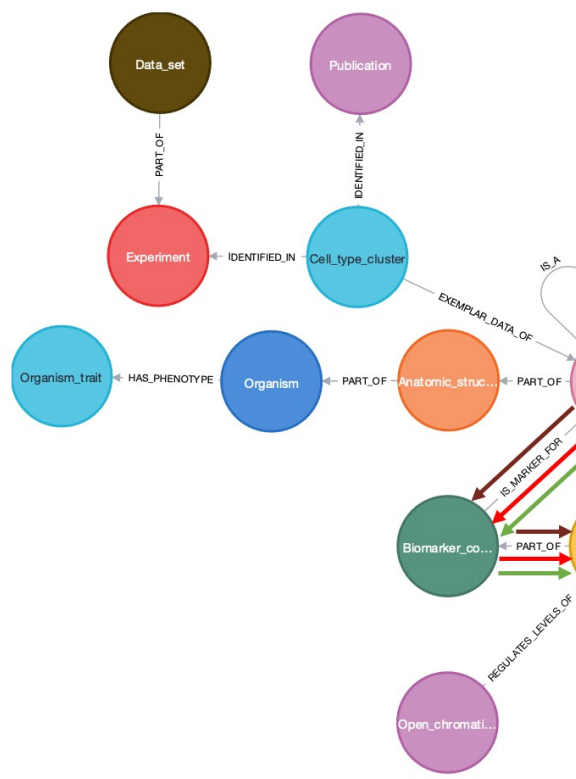 Data_set
Publication
PART_OF
IDENTIFIED_IN
Experiment
IDENTIFIED_IN
Cell_type_cluster
IS_A
EXEMPLAR_DATA_OF
Organism_trait
HAS_PHENOTYPE
Organism
PART_OF
Anatomic_struc...
PART_OF
IS_MARKER_FOR
Biomarker_co...
PART_OF
REGULATES_LEVELS_OF
Open_chromati...